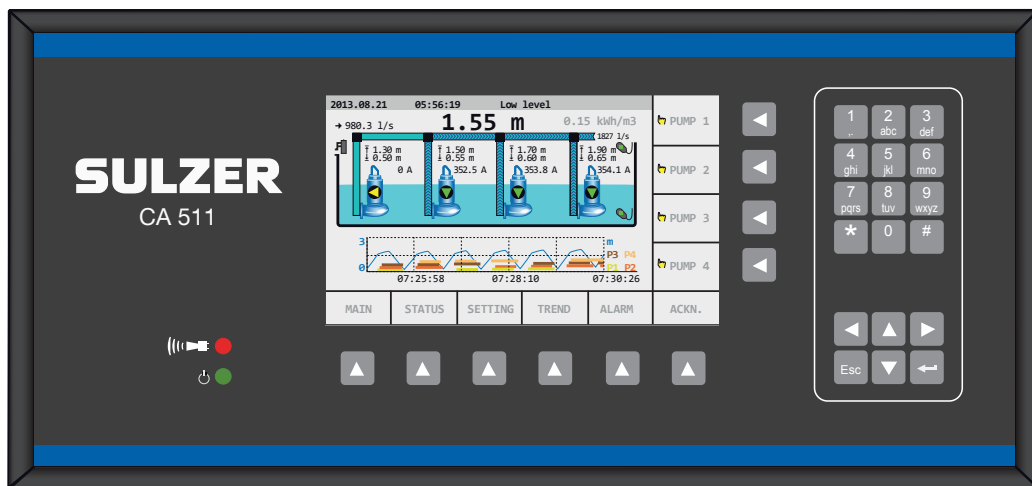 SULZER
CA 511
2013.08.21 05:56:19 Low level
→ 980.3 l/s 1.55 m 0.15 kWh/m3
1827 l/s
1.30 m 1.50 m 1.70 m 1.90 m
0.50 m 0.55 m 0.60 m 0.65 m
0 A 352.5 A 353.8 A 354.1 A
3 m
P3 P4
0 P1 P2
07:25:58 07:28:10 07:30:26
PUMP 1
PUMP 2
PUMP 3
PUMP 4
MAIN STATUS SETTING TREND ALARM ACKN.
1 2 3
,. abc def
4 5 6
ghi jkl mno
7 8 9
pqrs tuv wxyz
* 0 #
Esc